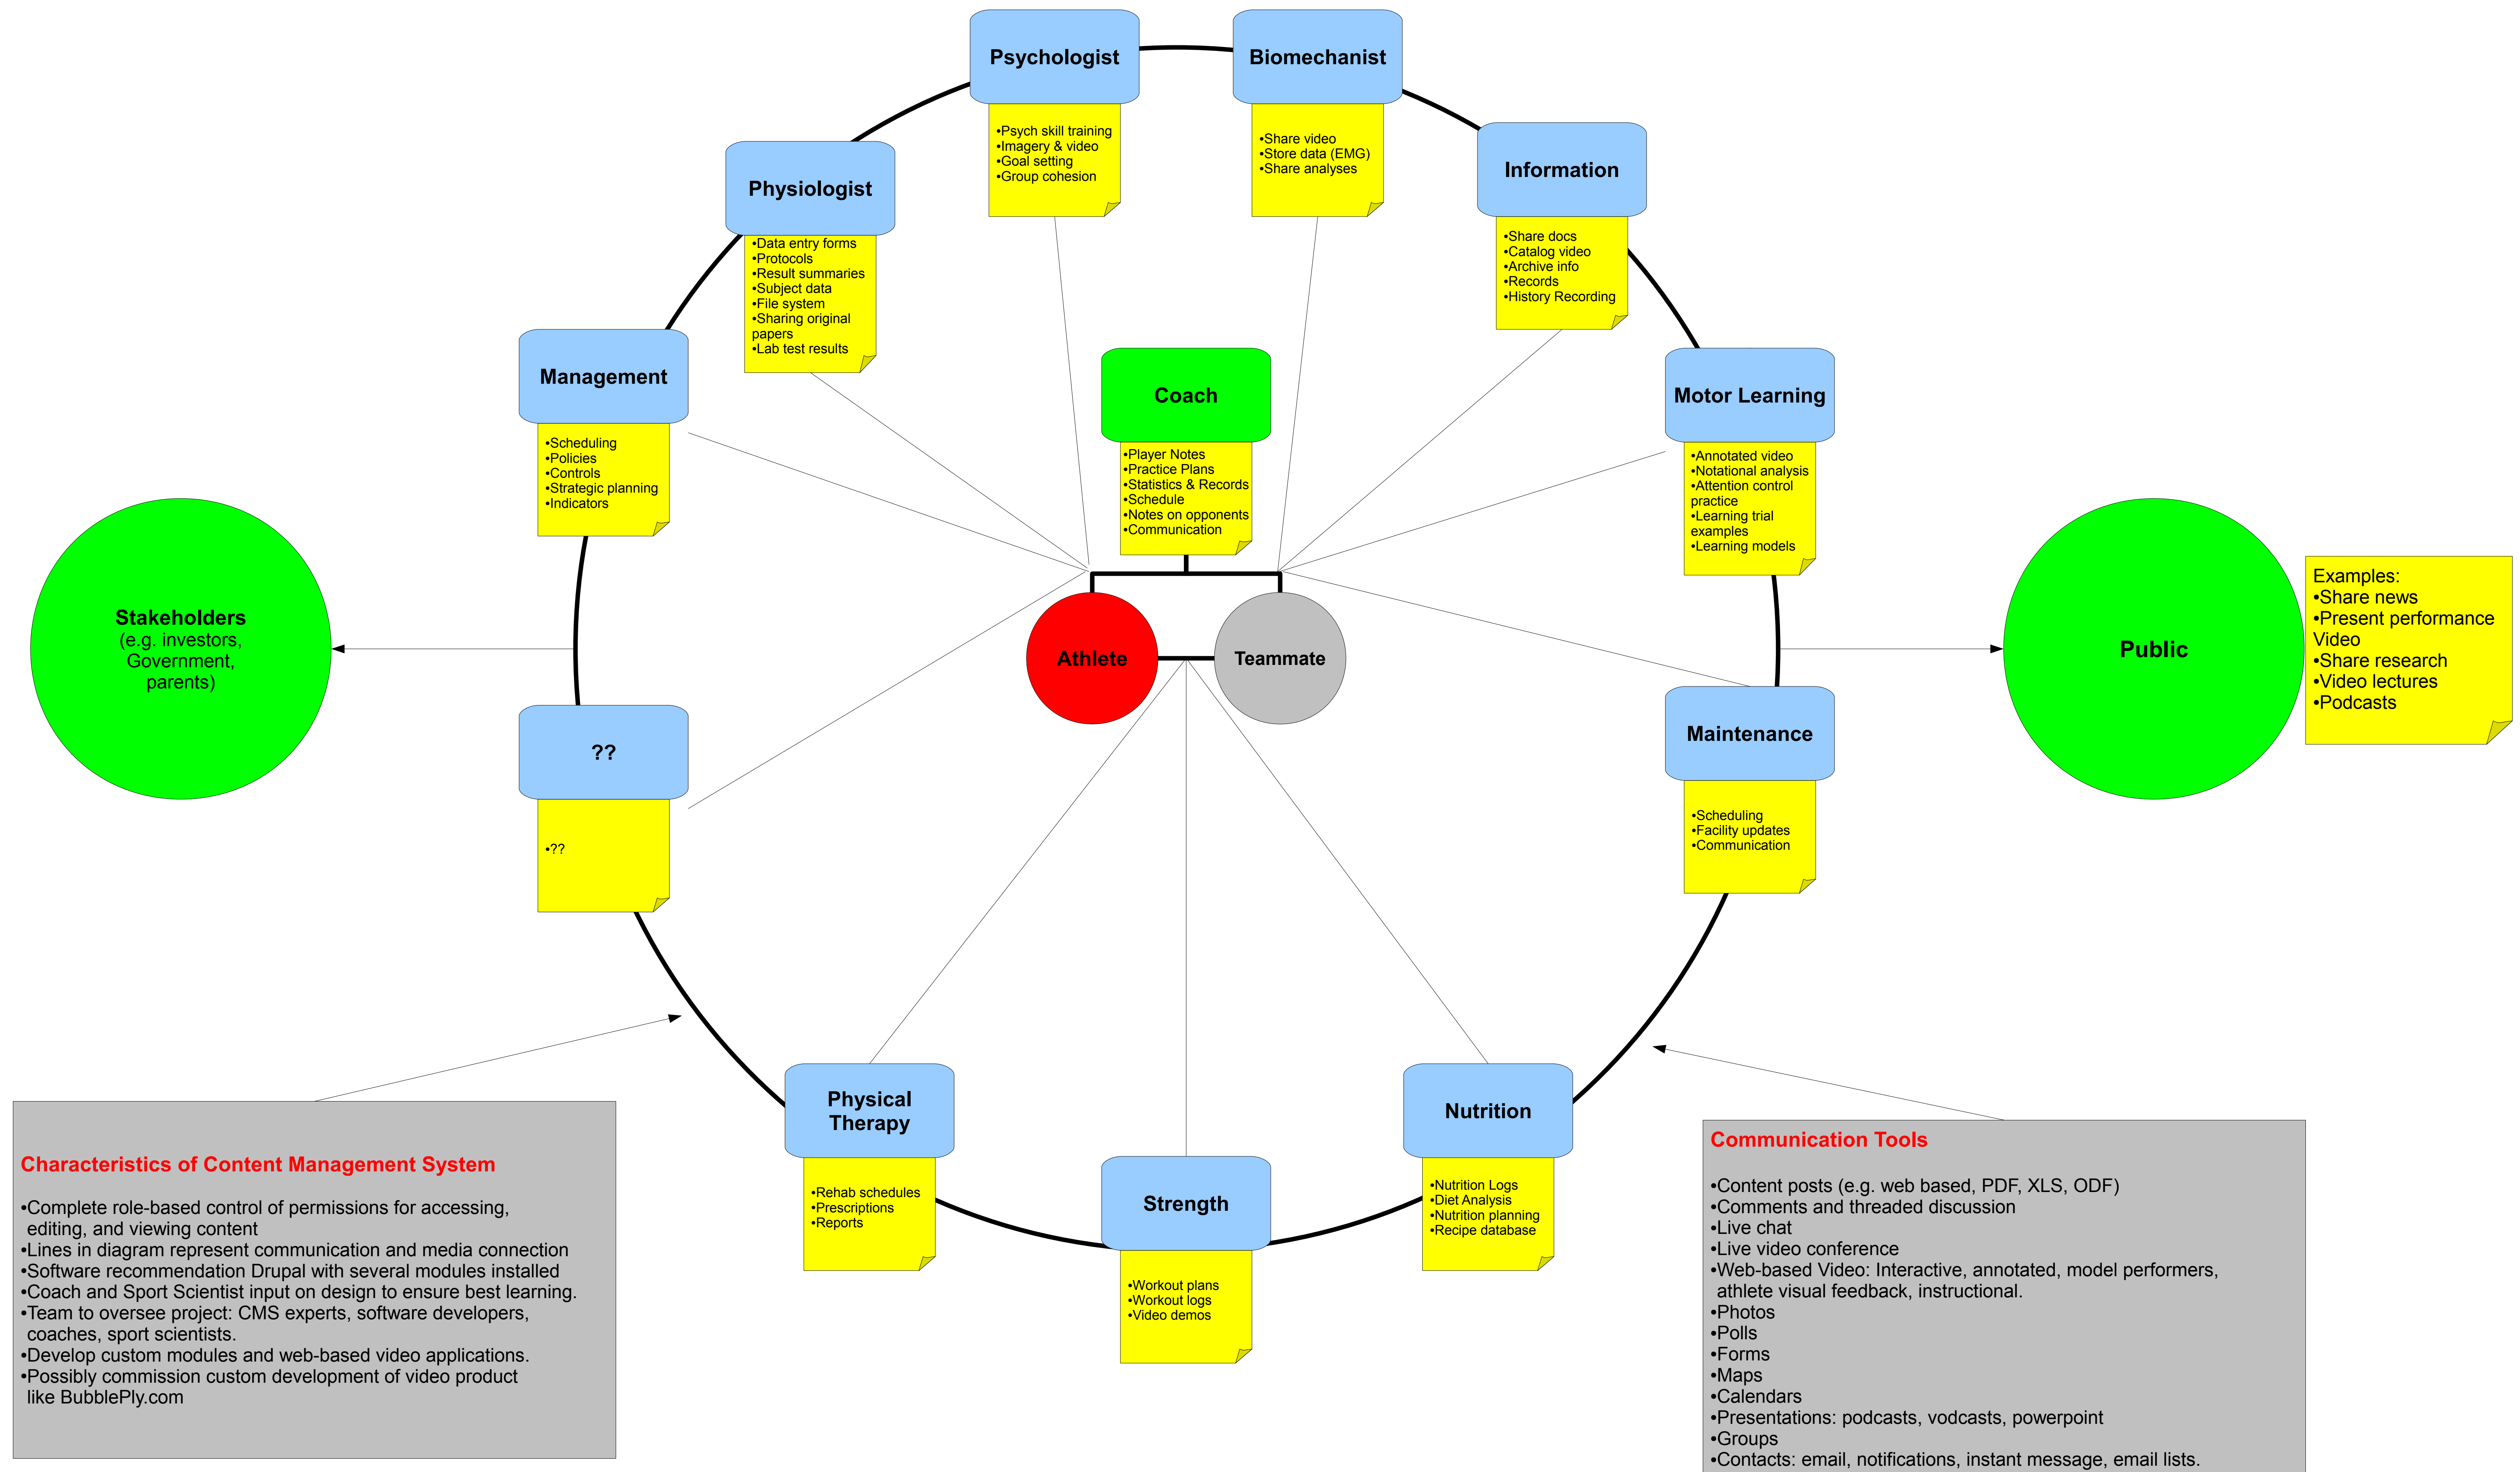 Psychologist
•Psych skill training
•Imagery & video
•Goal setting
•Group cohesion
Biomechanist
•Share video
•Store data (EMG)
•Share analyses
Physiologist
•Data entry forms
•Protocols
•Result summaries
•Subject data
•File system
•Sharing original
papers
•Lab test results
Information
•Share docs
•Catalog video
•Archive info
•Records
•History Recording
Management
•Scheduling
•Policies
•Controls
•Strategic planning
•Indicators
Coach
•Player Notes
•Practice Plans
•Statistics & Records
•Schedule
•Notes on opponents
•Communication
Motor Learning
•Annotated video
•Notational analysis
•Attention control
practice
•Learning trial
examples
•Learning models
Stakeholders
(e.g. investors,
Government,
parents)
Athlete
Teammate
Public
Examples:
•Share news
•Present performance
Video
•Share research
•Video lectures
•Podcasts
??
•??
Maintenance
•Scheduling
•Facility updates
•Communication
Physical
Therapy
•Rehab schedules
•Prescriptions
•Reports
Strength
•Workout plans
•Workout logs
•Video demos
Nutrition
•Nutrition Logs
•Diet Analysis
•Nutrition planning
•Recipe database
Characteristics of Content Management System
•Complete role-based control of permissions for accessing,
editing, and viewing content
•Lines in diagram represent communication and media connection
•Software recommendation Drupal with several modules installed
•Coach and Sport Scientist input on design to ensure best learning.
•Team to oversee project: CMS experts, software developers,
coaches, sport scientists.
•Develop custom modules and web-based video applications.
•Possibly commission custom development of video product
like BubblePly.com
Communication Tools
•Content posts (e.g. web based, PDF, XLS, ODF)
•Comments and threaded discussion
•Live chat
•Live video conference
•Web-based Video: Interactive, annotated, model performers,
athlete visual feedback, instructional.
•Photos
•Polls
•Forms
•Maps
•Calendars
•Presentations: podcasts, vodcasts, powerpoint
•Groups
•Contacts: email, notifications, instant message, email lists.